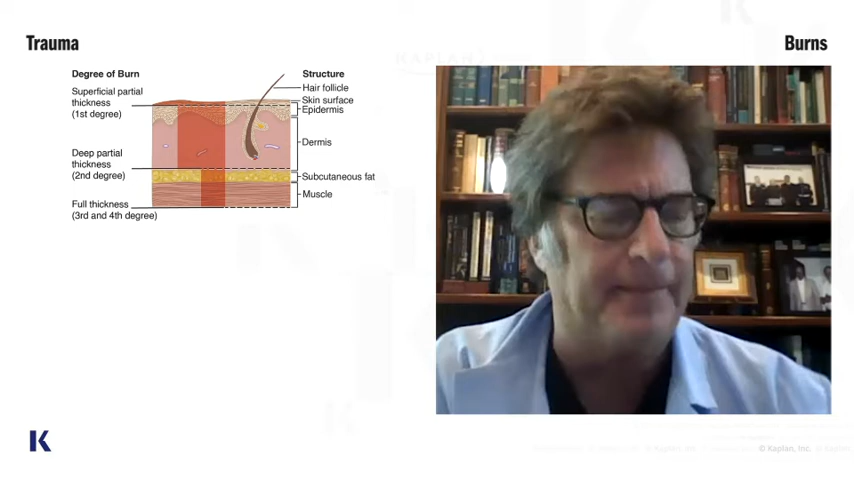 Trauma
Burns
KAPLAN
Degree of Burn
Structure
Superficial partial
thickness
(1st degree)
Hair follicle
Skin surface
Epidermis
Dermis
Deep partial
thickness
(2nd degree)
Subcutaneous fat
Muscle
Full thickness
(3rd and 4th degree)
K
© Kaplan, Inc.